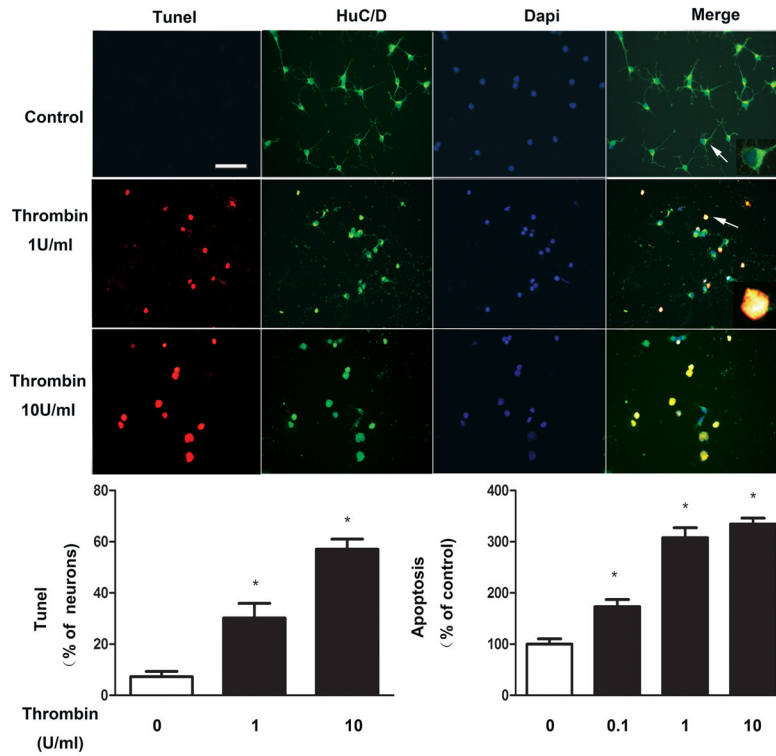 Tunel HuC/D Dapi Merge
Control
Thrombin
1U/ml
Thrombin
10U/ml
80
60
40
20
0
Tunel
(% of neurons)
*
*
400
300
200
100
0
Apoptosis
(% of control)
*
*
*
Thrombin
(U/ml)
0 1 10
0 0.1 1 10